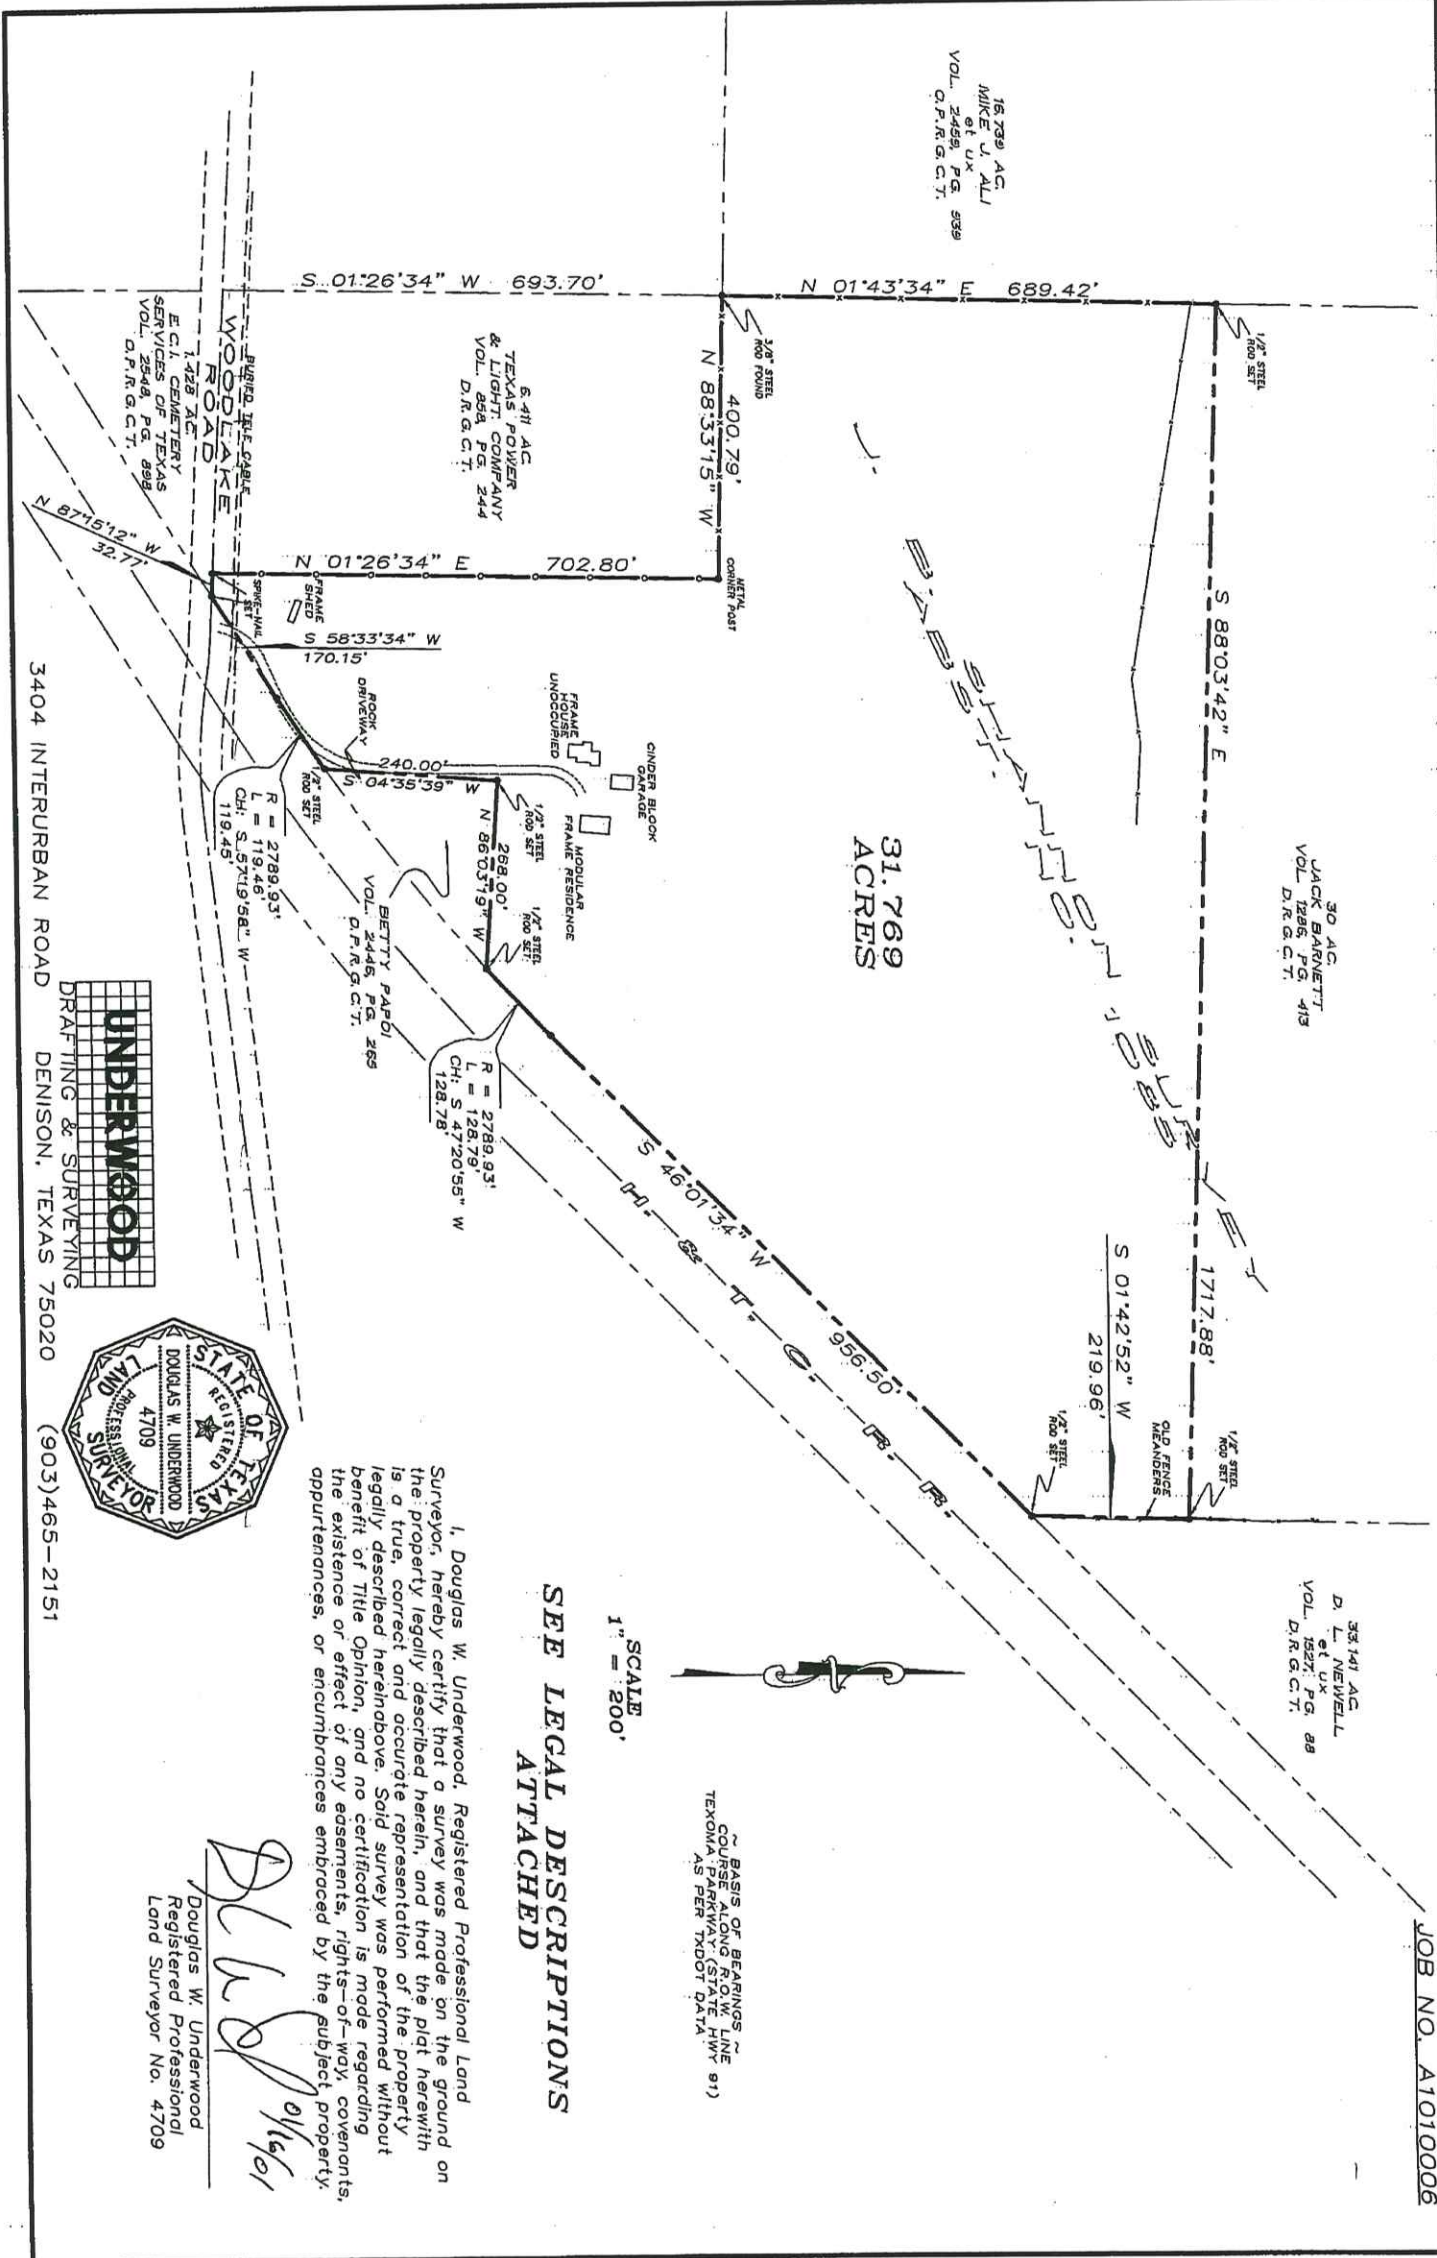 JOB NO. A1010006
16.739 AC.
MIKE J. ALI
et ux
VOL. 2459, PG. 939
O.P.R.G.C.T.
30 AC.
JACK BARNETT
VOL. 1286, PG. 413
D.R.G.C.T.
33.141 AC.
D. L. NEWELL
et ux
VOL. 1527, PG. 88
D.R.G.C.T.
1/2" STEEL
ROD SET
S 88°03'42" E
1717.88'
1/2" STEEL
ROD SET
OLD FENCE
MEANDERS
S 01°42'52" W
219.96'
1/2" STEEL
ROD SET
N 01°43'34" E 689.42'
3/8" STEEL
ROD FOUND
400.79'
N 88°33'15" W
METAL
CORNER POST
31.769
ACRES
SURVEY
S 01°26'34" W 693.70'
6.411 AC.
TEXAS POWER
& LIGHT COMPANY
VOL. 858, PG. 244
D.R.G.C.T.
N 01°26'34" E 702.80'
FRAME
SHED
SPIKE-NAIL
SET
S 58°33'34" W
170.15'
ROCK
DRIVEWAY
FRAME
HOUSE
UNOCCUPIED
CINDER BLOCK
GARAGE
MODULAR
FRAME RESIDENCE
240.00'
S 04°35'39" W
1/2" STEEL
ROD SET
1/2" STEEL
ROD SET
268.00'
N 86°03'19" W
1/2" STEEL
ROD SET
S 46°01'34" W
956.50'
H. & T. C. R. R.
R = 2789.93'
L = 128.79'
CH: S 47°20'55" W
128.78'
BETTY PAPOI
VOL. 2446, PG. 265
O.P.R.G.C.T.
R = 2789.93'
L = 119.46'
CH: S 57°19'58" W
119.45'
BURIED TELE. CABLE
WOODLAKE
ROAD
1.428 AC.
E.C.I. CEMETERY
SERVICES OF TEXAS
VOL. 2548, PG. 898
O.P.R.G.C.T.
N 87°15'12" W
32.77'
~ BASIS OF BEARINGS ~
COURSE ALONG R.O.W. LINE
TEXOMA PARKWAY (STATE HWY 91)
AS PER TXDOT DATA
SCALE
1" = 200'
SEE LEGAL DESCRIPTIONS
ATTACHED
I, Douglas W. Underwood, Registered Professional Land
Surveyor, hereby certify that a survey was made on the ground on
the property legally described herein, and that the plat herewith
is a true, correct and accurate representation of the property
legally described hereinabove. Said survey was performed without
benefit of Title Opinion, and no certification is made regarding
the existence or effect of any easements, rights-of-way, covenants,
appurtenances, or encumbrances embraced by the subject property.
01/16/01
Douglas W. Underwood
Registered Professional
Land Surveyor No. 4709
STATE OF TEXAS
REGISTERED
DOUGLAS W. UNDERWOOD
4709
PROFESSIONAL
LAND SURVEYOR
UNDERWOOD
DRAFTING & SURVEYING
3404 INTERURBAN ROAD DENISON, TEXAS 75020 (903)465-2151